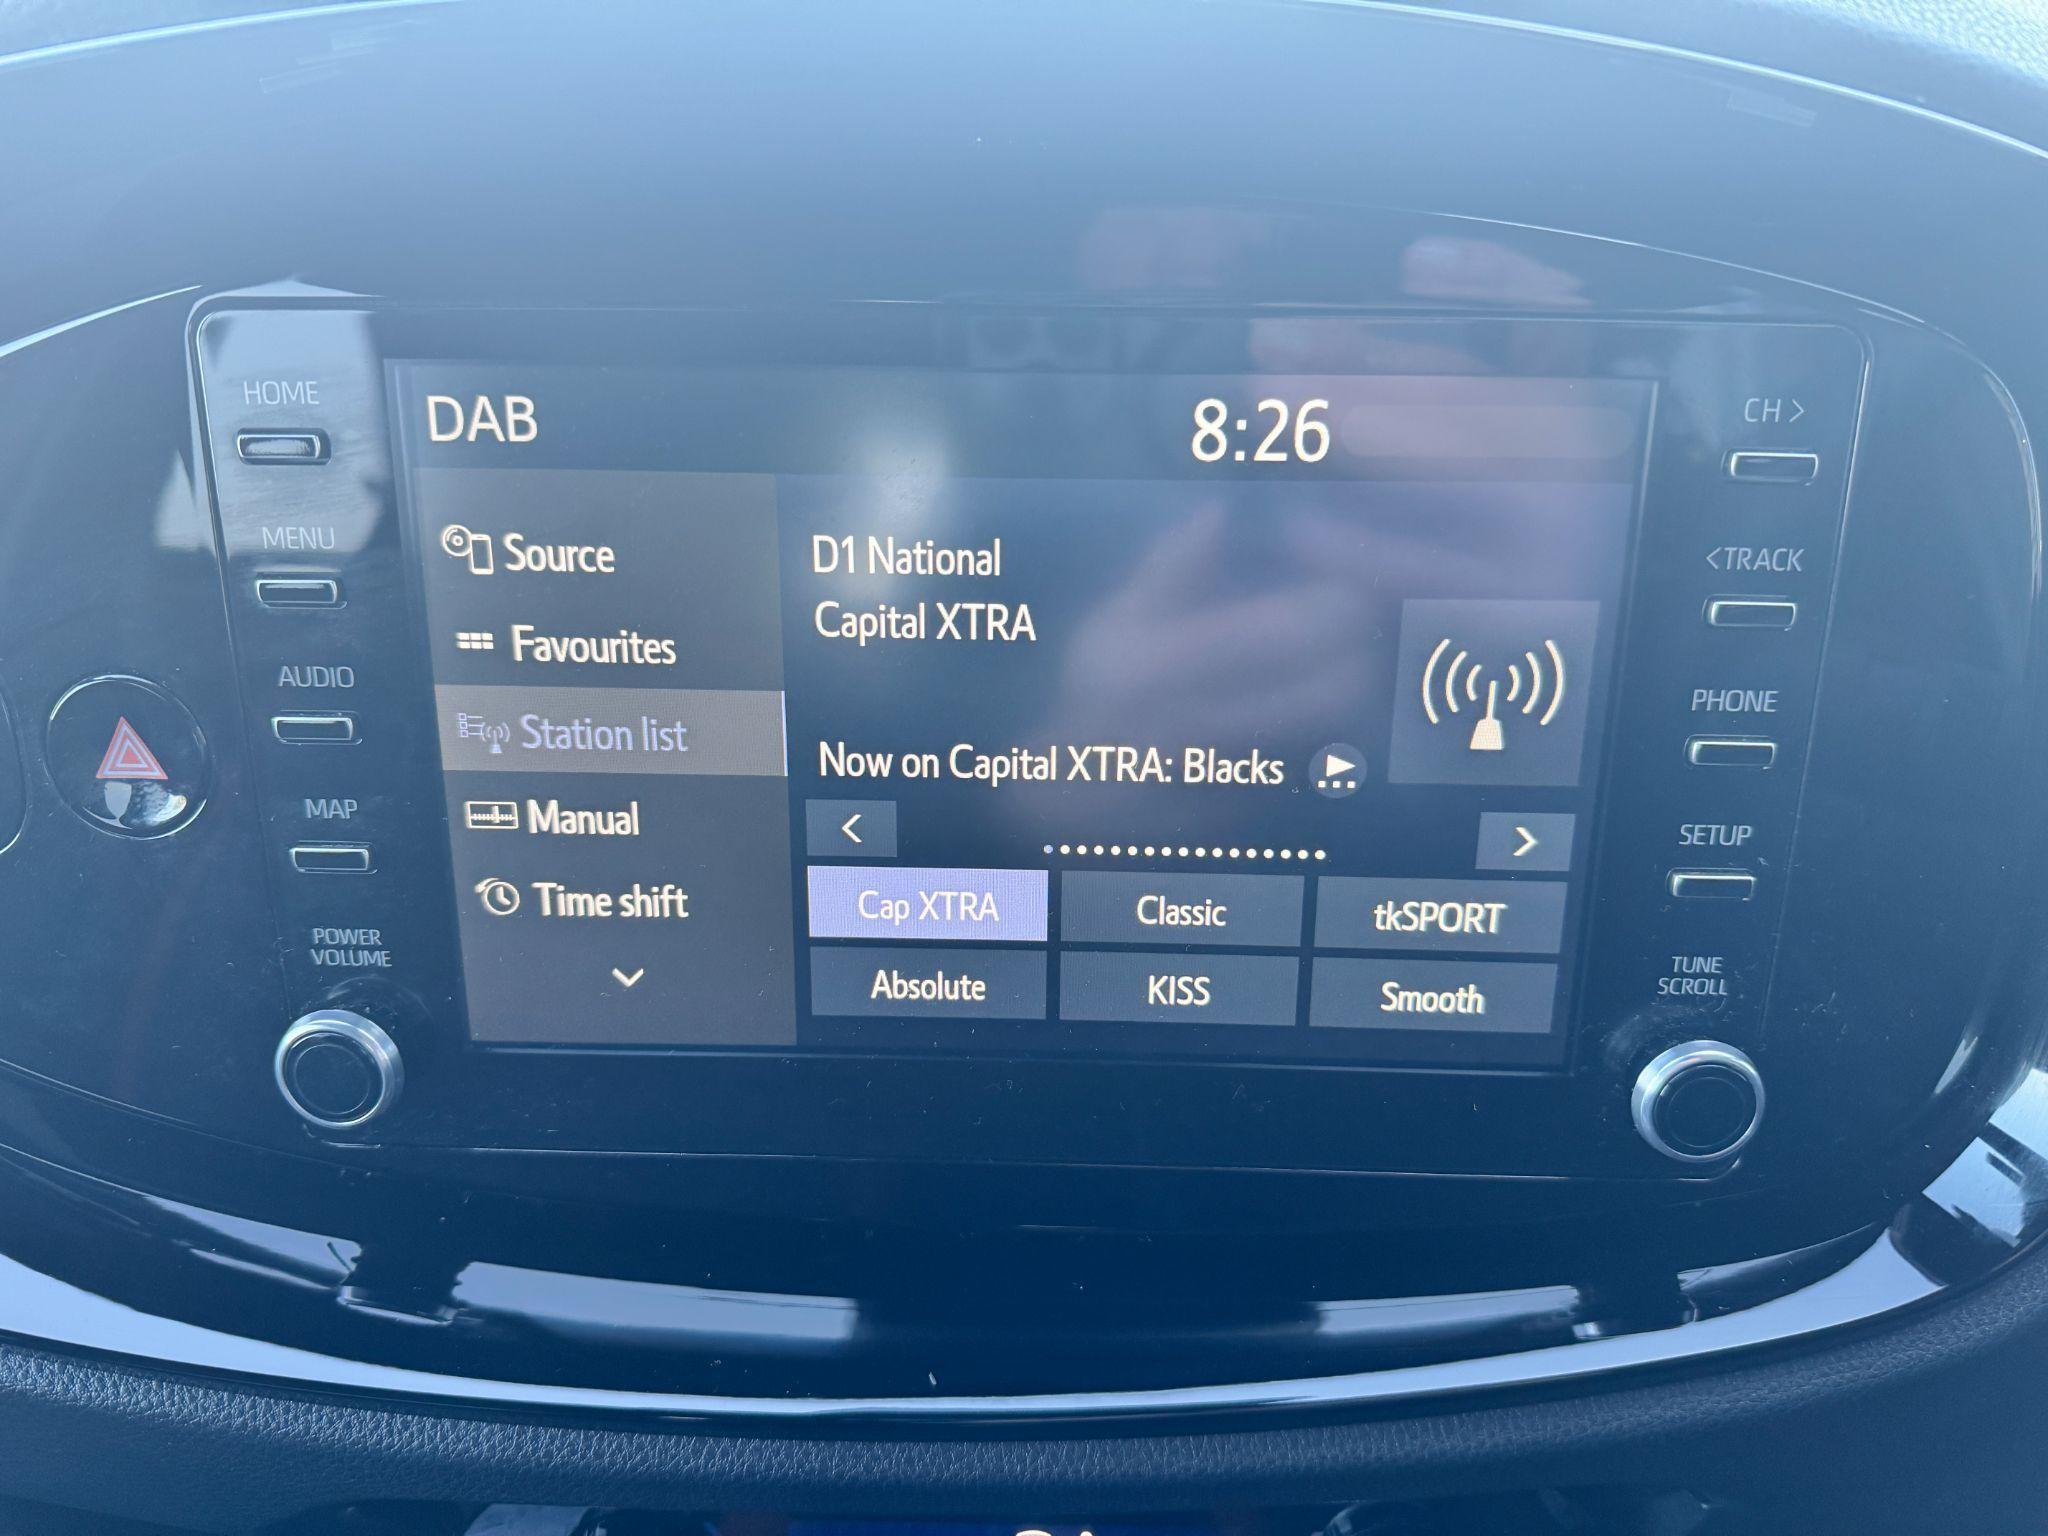 HOME
MENU
AUDIO
MAP
POWER
VOLUME
DAB
8:26
Source
Favourites
Station list
Manual
Time shift
D1 National
Capital XTRA
Now on Capital XTRA: Blacks
Cap XTRA
Classic
tkSPORT
Absolute
KISS
Smooth
CH >
<TRACK
PHONE
SETUP
TUNE
SCROLL